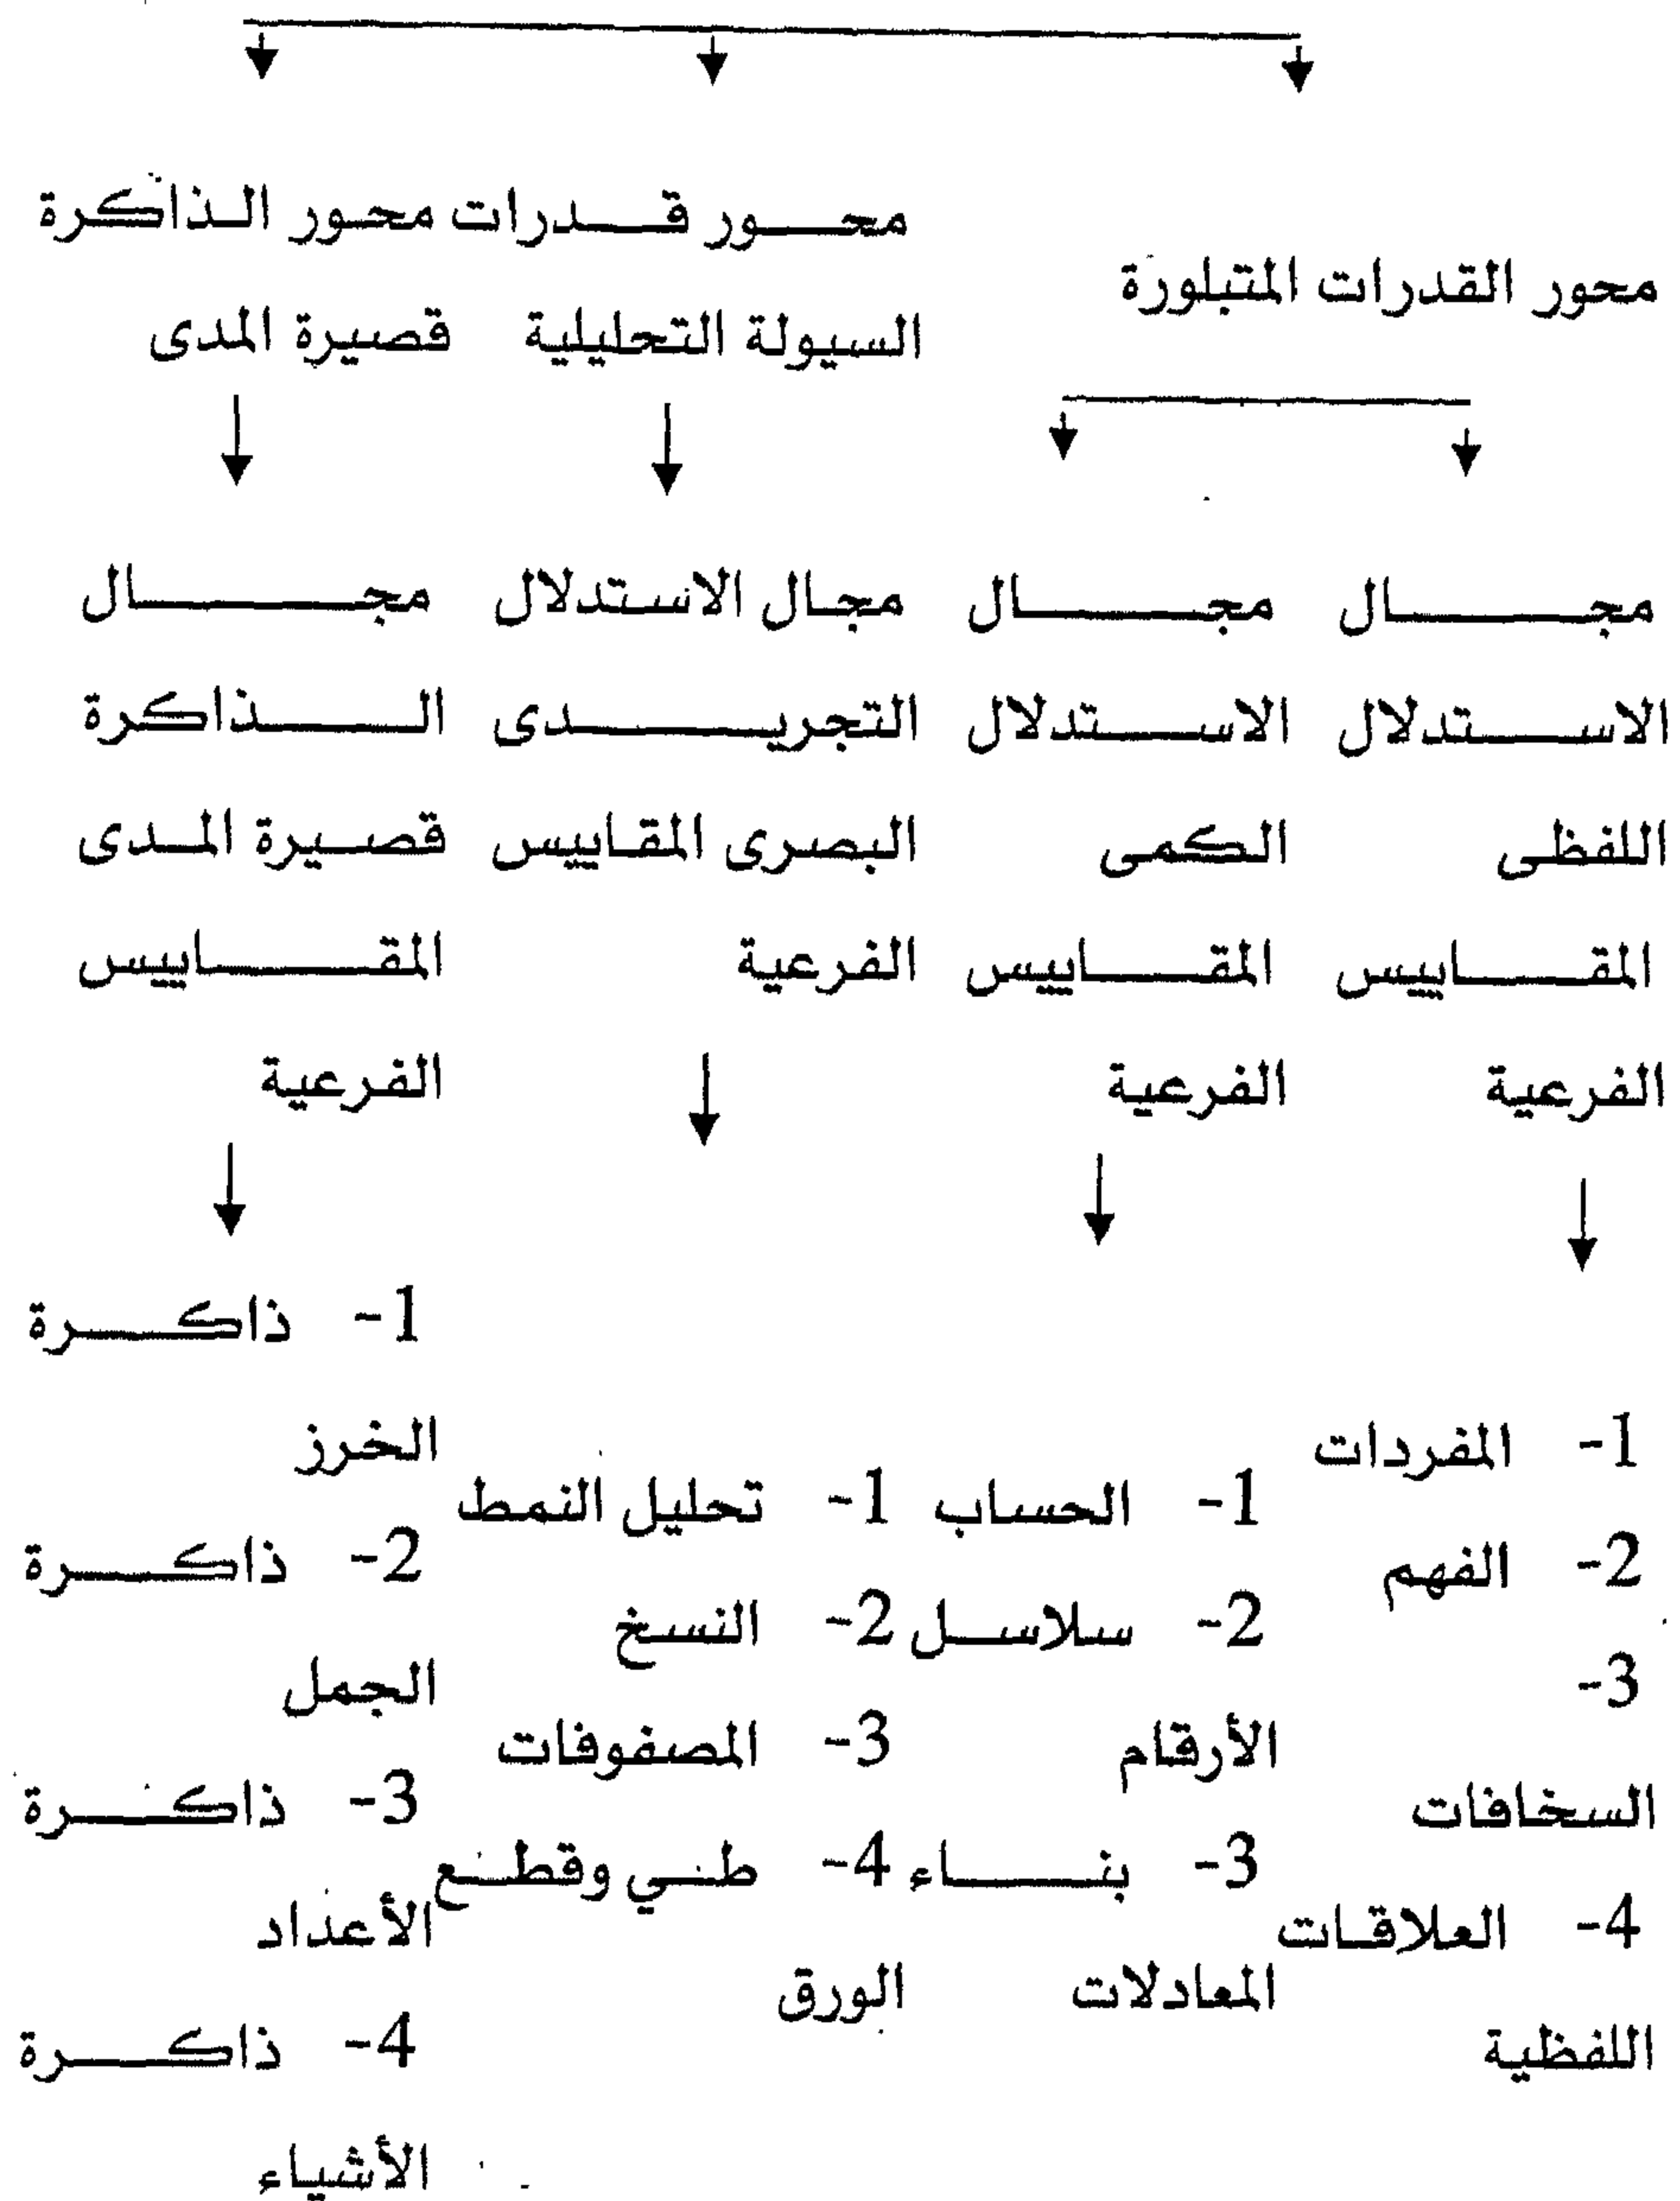 محور القدرات المتبلورة
محور قدرات
السيولة التحليلية
محور الذاكرة
قصيرة المدى
مجال
الاستدلال
اللفظى
المقاييس
الفرعية
مجال
الاستدلال
الكمى
المقاييس
الفرعية
مجال الاستدلال
التجريدى
البصرى المقاييس
الفرعية
مجال
الذاكرة
قصيرة المدى
المقاييس
الفرعية
1- المفردات
2- الفهم
3-
السخافات
4- العلاقات
اللفظية
1- الحساب
2- سلاسل
الأرقام
3- بناء
المعادلات
1- تحليل النمط
2- النسخ
3- المصفوفات
4- طي وقطع
الورق
1- ذاكرة
الخرز
2- ذاكرة
الجمل
3- ذاكرة
الأعداد
4- ذاكرة
الأشياء